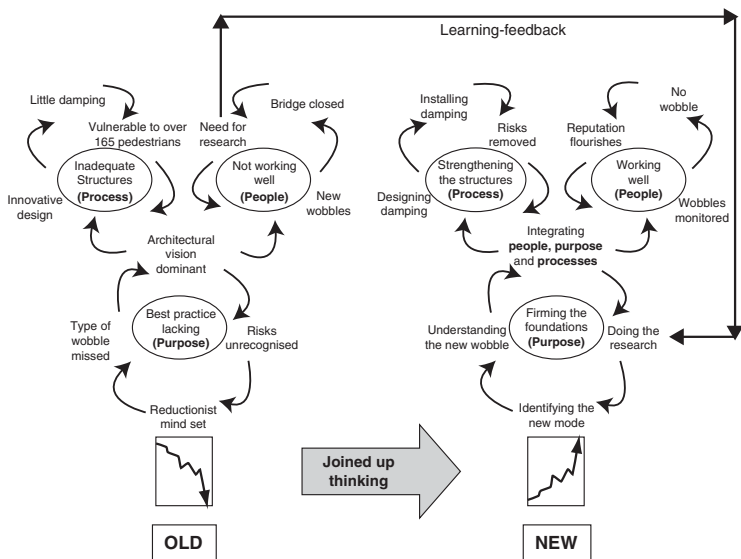 Learning-feedback
Little damping
Vulnerable to over
165 pedestrians
Inadequate
Structures
(Process)
Innovative
design
Need for
research
Bridge closed
Not working
well
(People)
New
wobbles
Architectural
vision
dominant
Type of
wobble
missed
Best practice
lacking
(Purpose)
Risks
unrecognised
Reductionist
mind set
OLD
Joined up
thinking
Installing
damping
Risks
removed
Strengthening
the structures
(Process)
Designing
damping
Reputation
flourishes
No
wobble
Working
well
(People)
Wobbles
monitored
Integrating
people, purpose
and processes
Understanding
the new wobble
Firming the
foundations
(Purpose)
Doing the
research
Identifying the
new mode
NEW